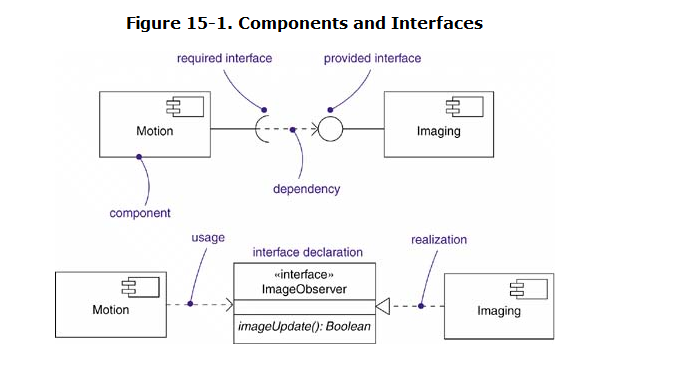 Figure 15-1. Components and Interfaces
required interface
provided interface
Motion
Imaging
dependency
component
usage
interface declaration
realization
«interface»
ImageObserver
Motion
Imaging
imageUpdate(): Boolean